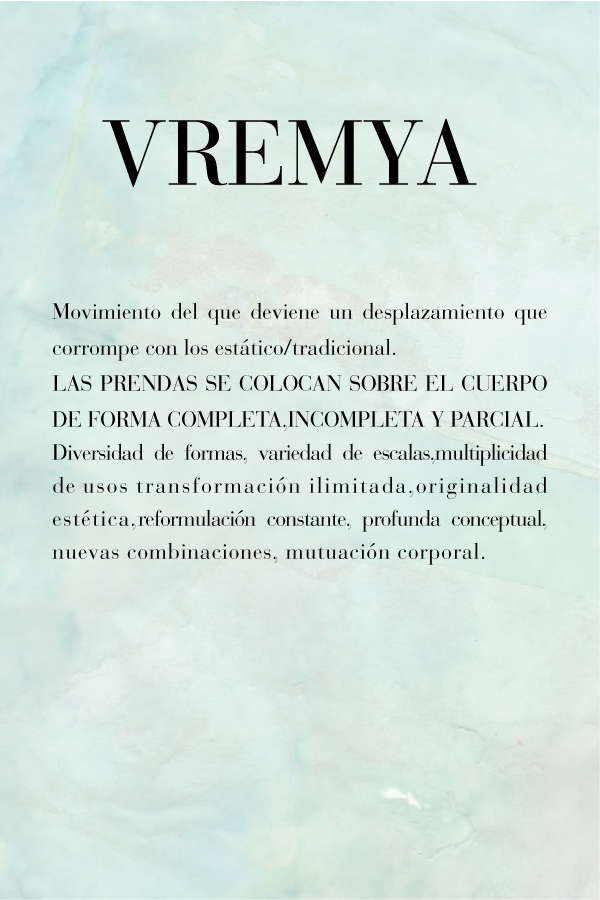 VREMYA
Movimiento del que deviene un desplazamiento que
corrompe con los estático/tradicional.
LAS PRENDAS SE COLOCAN SOBRE EL CUERPO
DE FORMA COMPLETA,INCOMPLETA Y PARCIAL.
Diversidad de formas, variedad de escalas,multiplicidad
de usos transformación ilimitada,originalidad
estética,reformulación constante, profunda conceptual,
nuevas combinaciones, mutuación corporal.